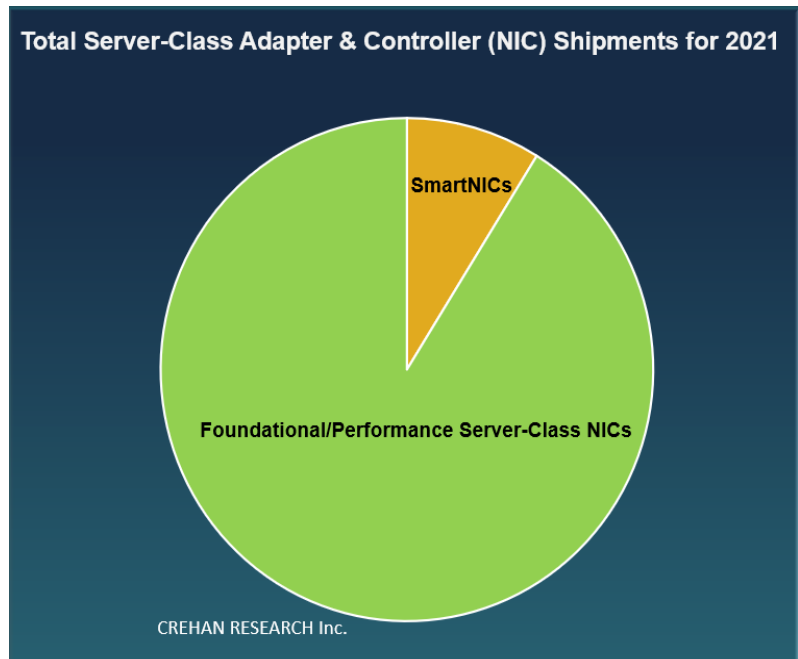 Total Server-Class Adapter & Controller (NIC) Shipments for 2021
SmartNICs
Foundational/Performance Server-Class NICs
CREHAN RESEARCH Inc.